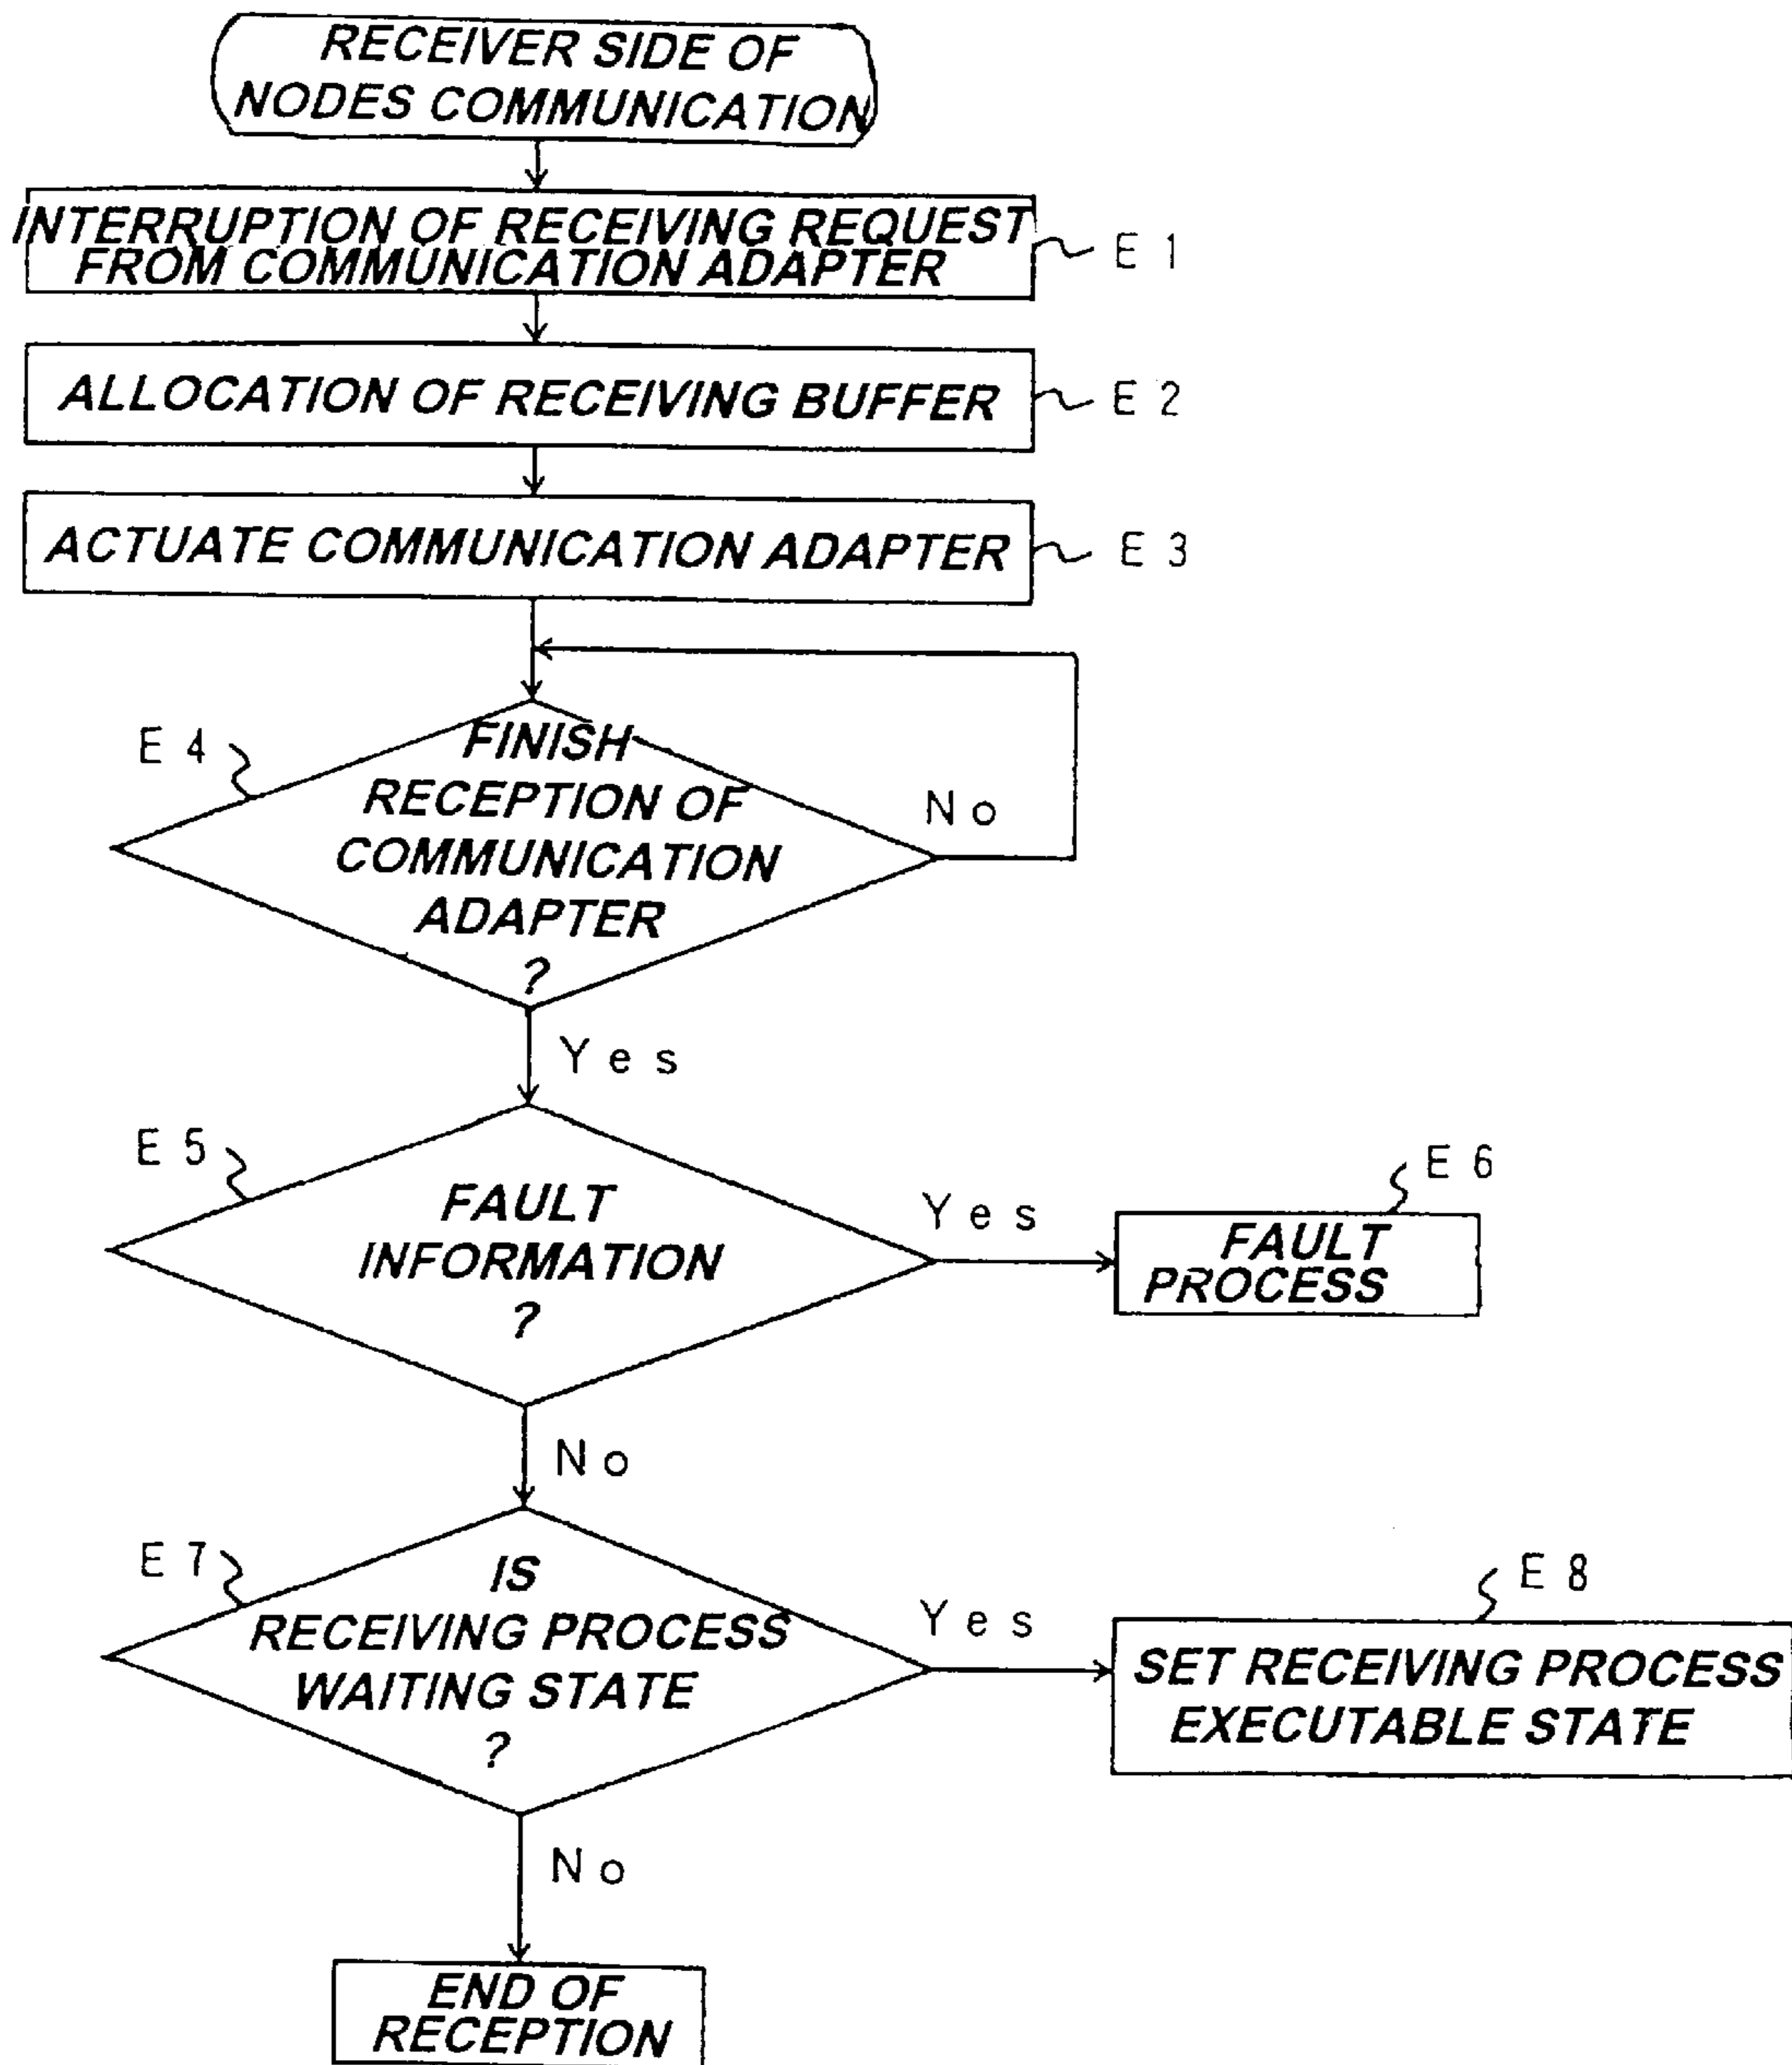 RECEIVER SIDE OF
NODES COMMUNICATION
INTERRUPTION OF RECEIVING REQUEST
FROM COMMUNICATION ADAPTER
E 1
ALLOCATION OF RECEIVING BUFFER
E 2
ACTUATE COMMUNICATION ADAPTER
E 3
E 4
FINISH
RECEPTION OF
COMMUNICATION
ADAPTER
?
No
Yes
E 5
FAULT
INFORMATION
?
Yes
E 6
FAULT
PROCESS
No
E 7
IS
RECEIVING PROCESS
WAITING STATE
?
Yes
E 8
SET RECEIVING PROCESS
EXECUTABLE STATE
No
END OF
RECEPTION